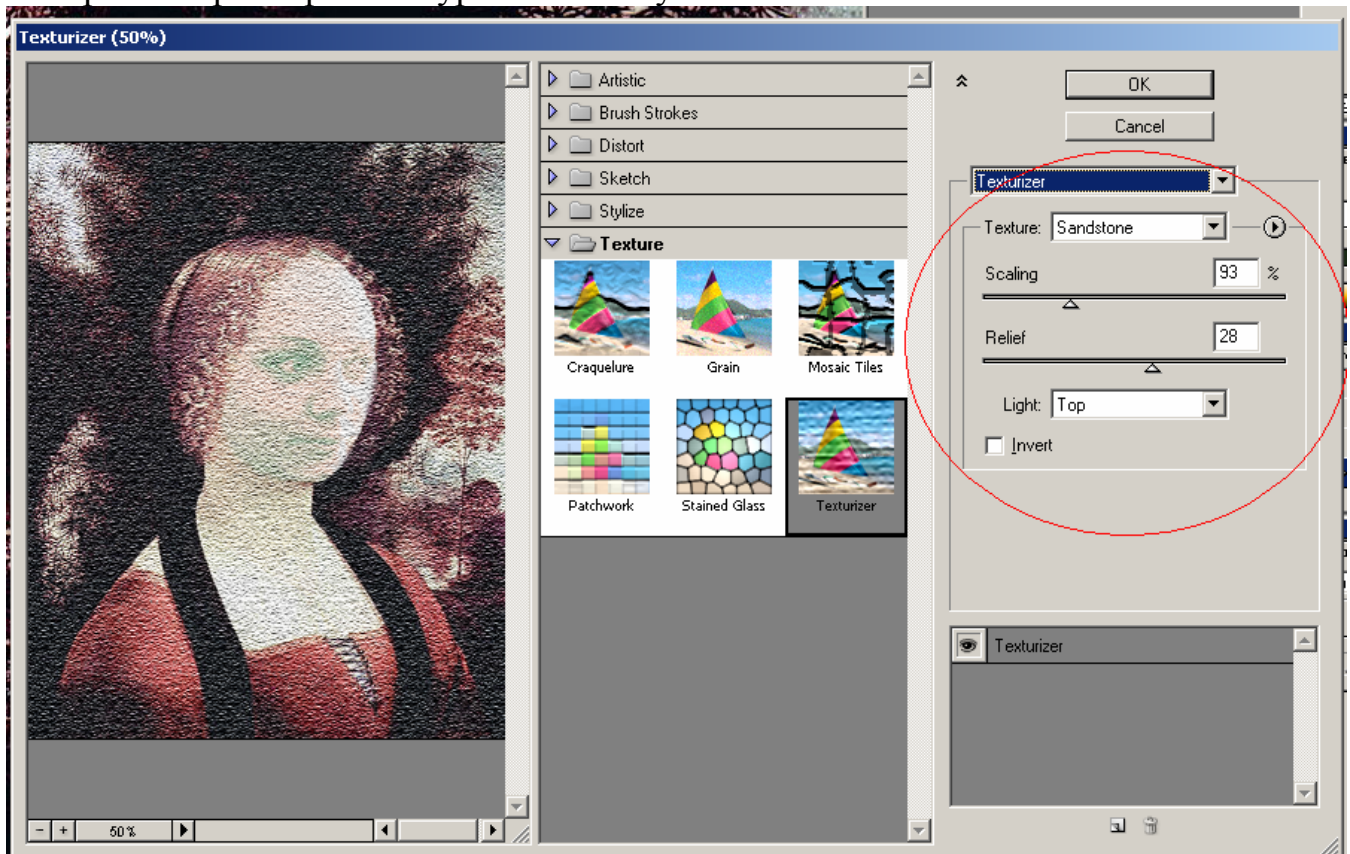 Texturizer (50%)
Artistic
Brush Strokes
Distort
Sketch
Stylize
Texture
Craquelure Grain Mosaic Tiles
Patchwork Stained Glass Texturizer
- + 50%
OK
Cancel
Texturizer
Texture: Sandstone
Scaling 93 %
Relief 28
Light: Top
Invert
Texturizer